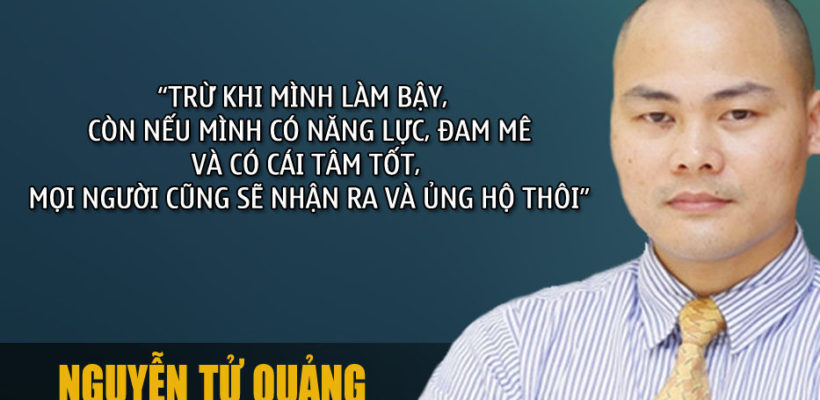 “TRỪ KHI MÌNH LÀM BẬY,
CÒN NẾU MÌNH CÓ NĂNG LỰC, ĐAM MÊ
VÀ CÓ CÁI TÂM TỐT,
MỌI NGƯỜI CŨNG SẼ NHẬN RA VÀ ỦNG HỘ THÔI”
NGUYỄN TỬ QUẢNG